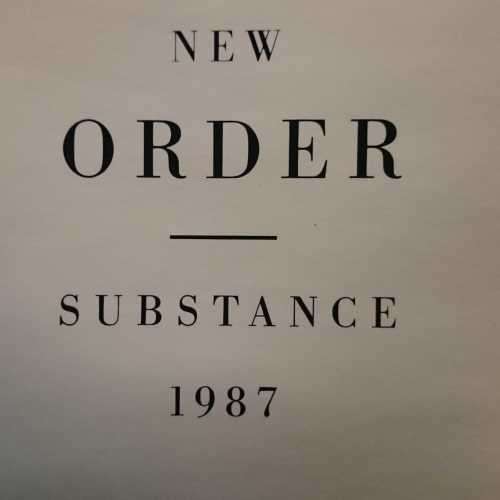 NEW
ORDER
SUBSTANCE
1987